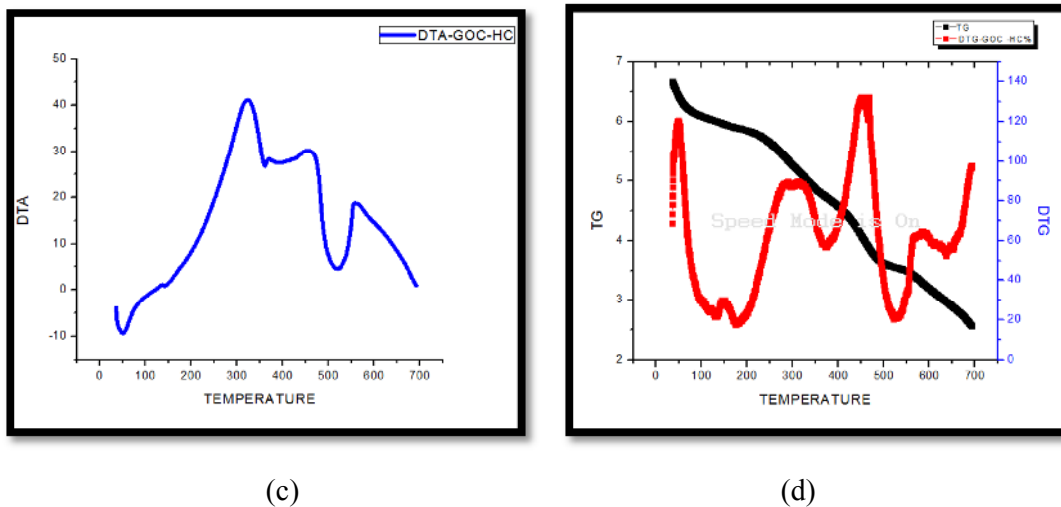 DTA-GOC-HC
50
40
30
20
10
0
-10
DTA
0 100 200 300 400 500 600 700
TEMPERATURE
(c)
TG
DTG-GOC -HC%
7
6
5
4
3
2
TG
140
120
100
80
60
40
20
0
DTG
Speed Mode is On
0 100 200 300 400 500 600 700
TEMPERATURE
(d)